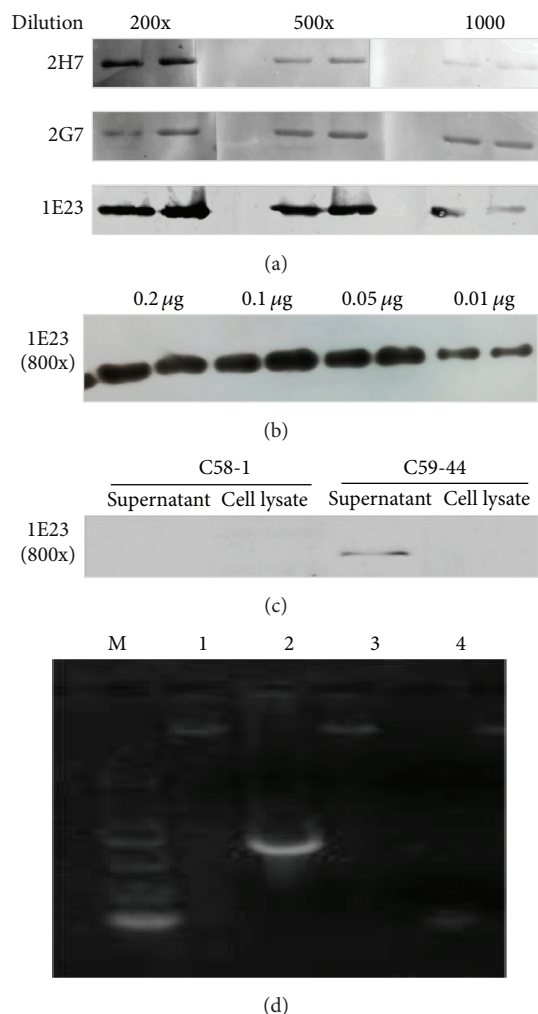 Dilution 200x 500x 1000
2H7
2G7
1E23
(a)
0.2 μg 0.1 μg 0.05 μg 0.01 μg
1E23
(800x)
(b)
C58-1 C59-44
Supernatant Cell lysate Supernatant Cell lysate
1E23
(800x)
(c)
M 1 2 3 4
(d)